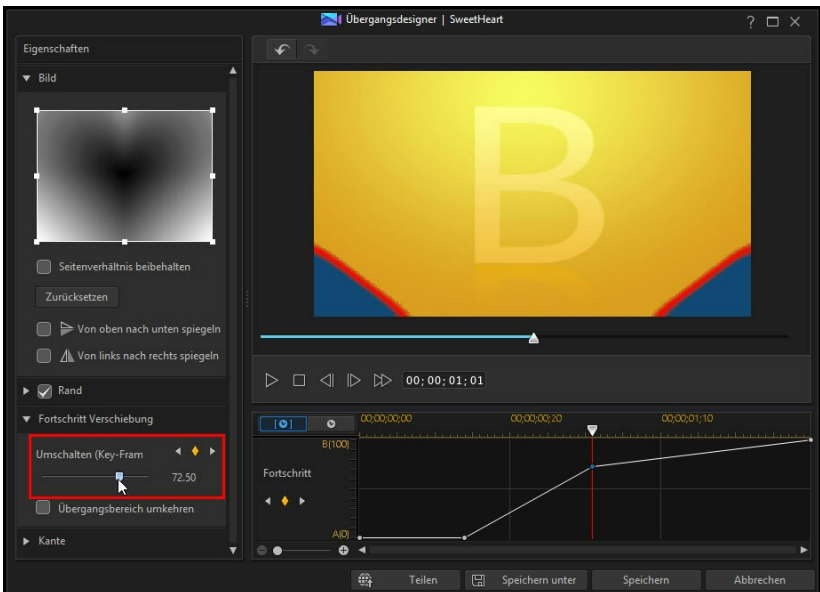 Übergangsdesigner | SweetHeart
?
Eigenschaften
Bild
Seitenverhältnis beibehalten
Zurücksetzen
Von oben nach unten spiegeln
Von links nach rechts spiegeln
Rand
Fortschritt Verschiebung
Umschalten (Key-Fram
72.50
Übergangsbereich umkehren
Kante
B
00; 00; 01; 01
00;00;00;00 00;00;00;20 00;00;01;10
B(100)
Fortschritt
A(0)
Teilen Speichern unter Speichern Abbrechen